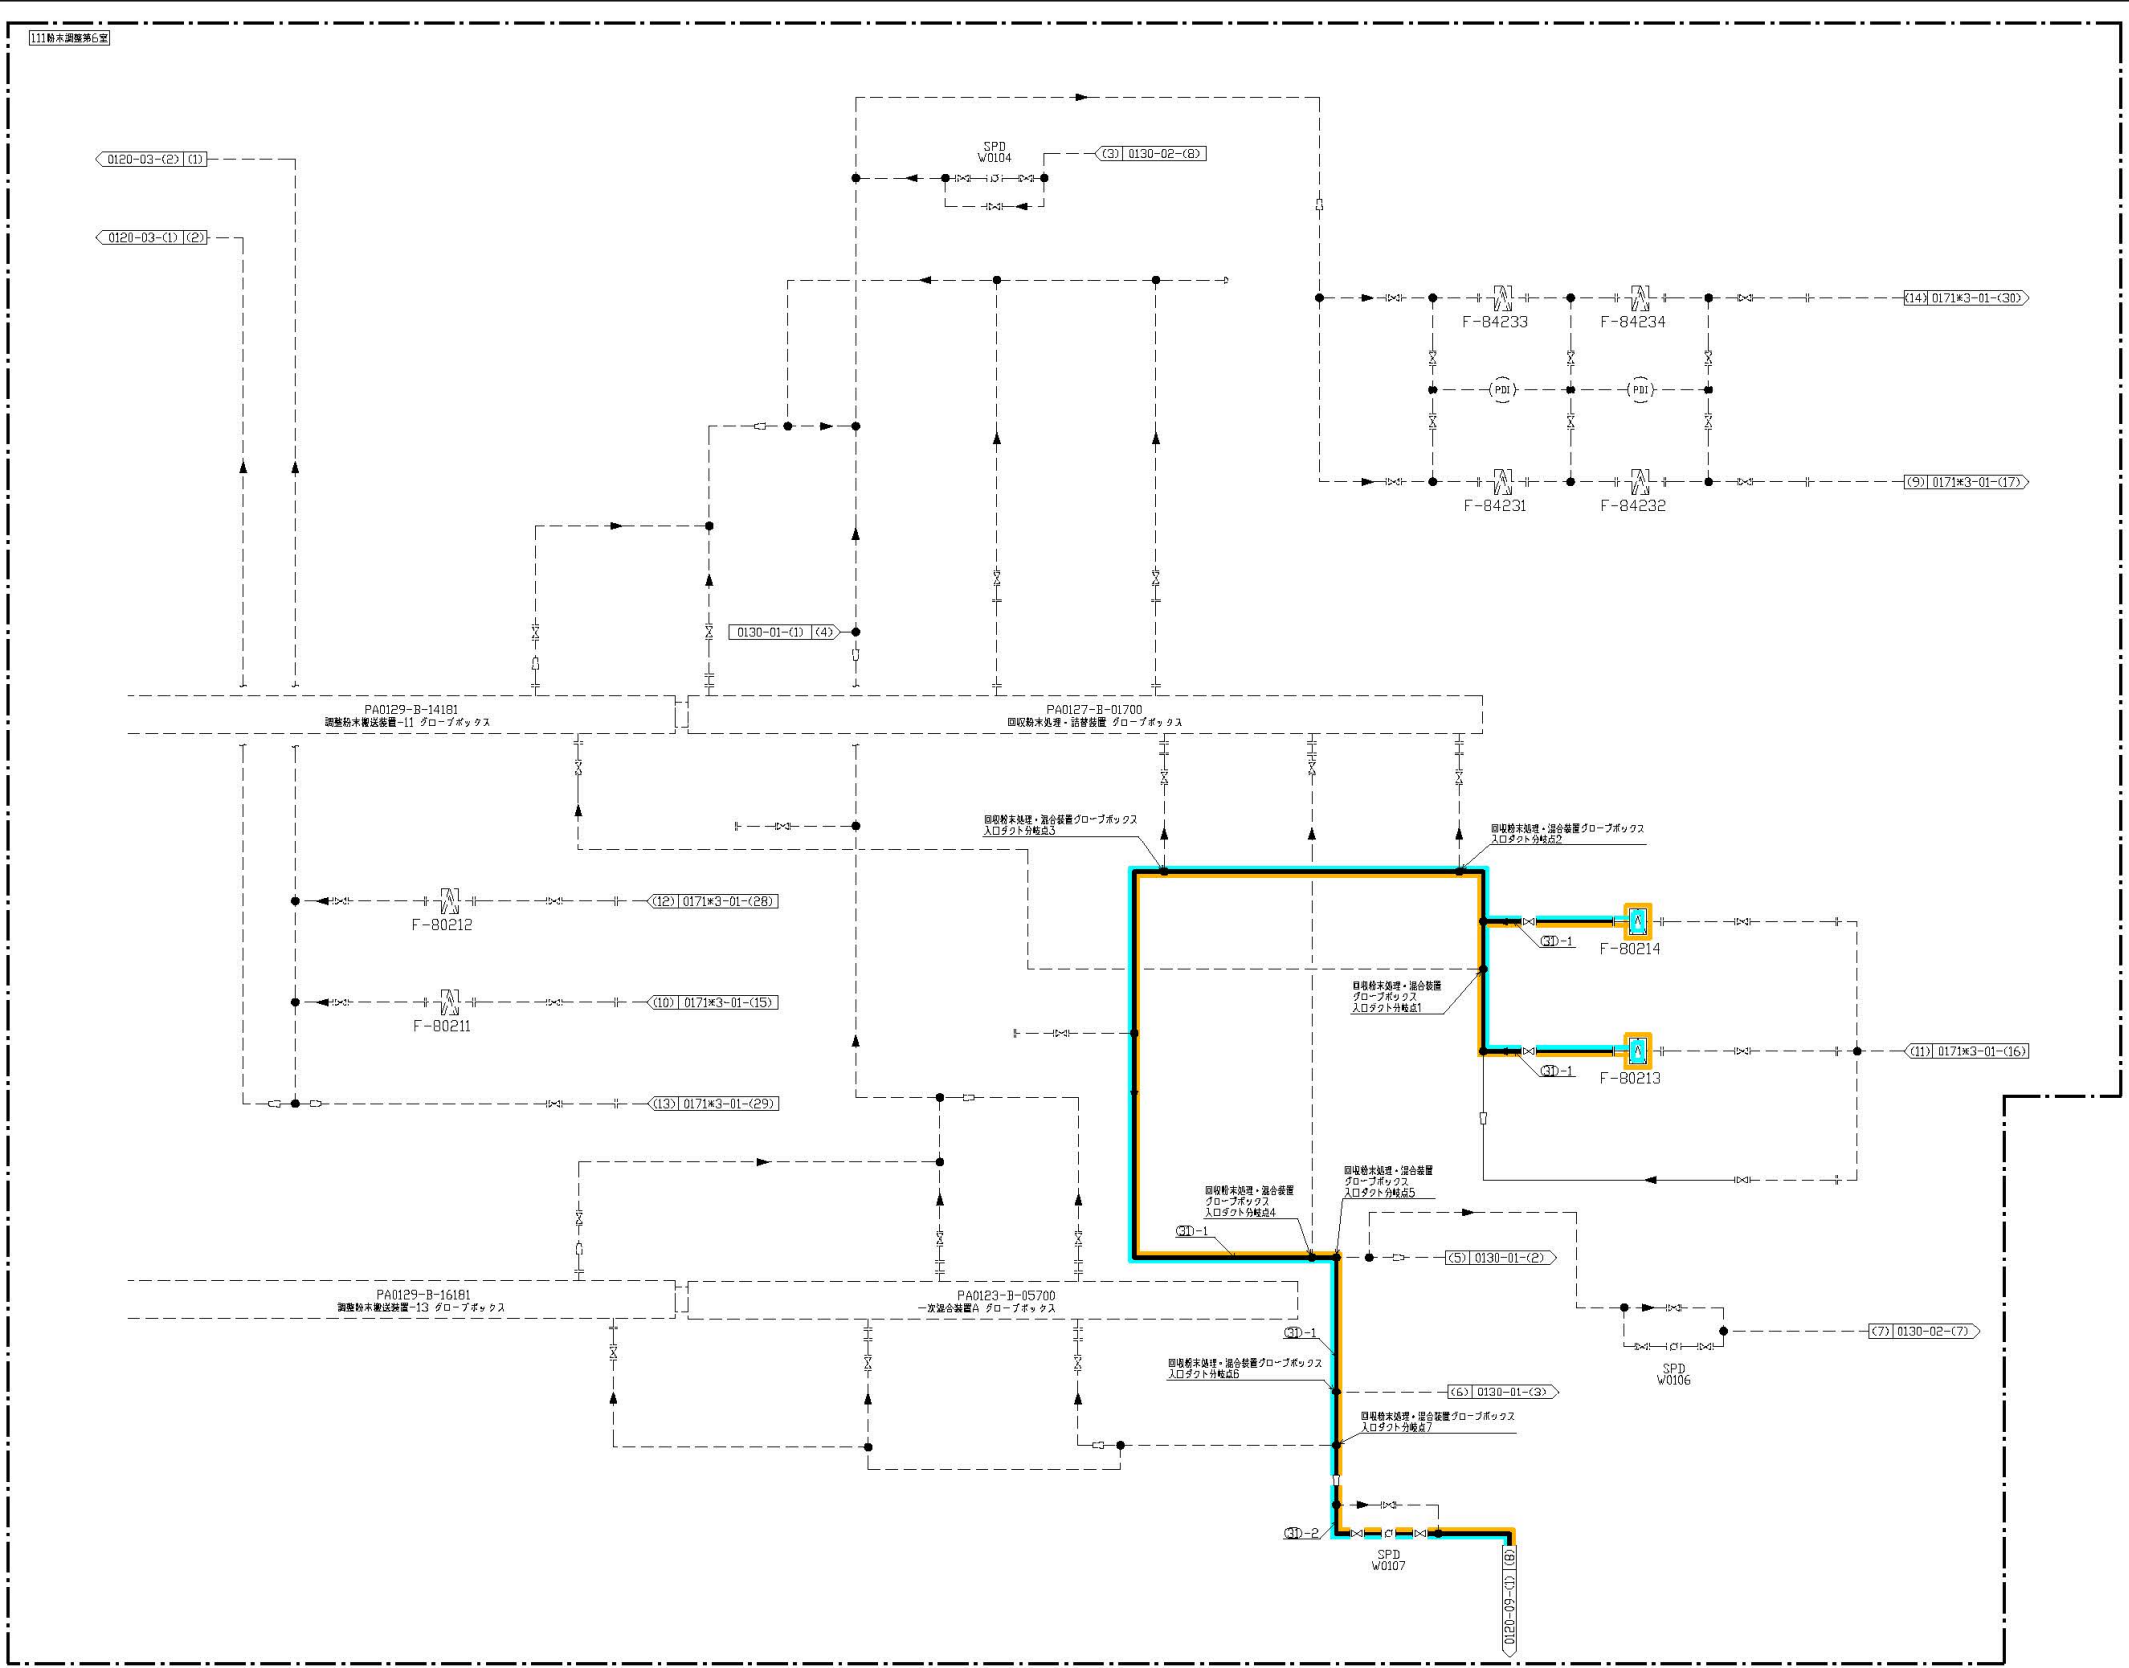 111粉末調整第6室
0120-03-(2) (1)
SPD
W0104
(3) 0130-02-(8)
0120-03-(1) (2)
(14) 0171*3-01-(30)
F-84233
F-84234
PDI
PDI
(9) 0171*3-01-(17)
F-84231
F-84232
0130-01-(1) (4)
PA0129-B-14181
調整粉末搬送装置-11 グローブボックス
PA0127-B-01700
回収粉末処理・詰替装置 グローブボックス
回収粉末処理・混合装置グローブボックス
入口ダクト分岐点3
回収粉末処理・混合装置グローブボックス
入口ダクト分岐点2
(12) 0171*3-01-(28)
F-80212
(31)-1
F-80214
回収粉末処理・混合装置
グローブボックス
入口ダクト分岐点1
(10) 0171*3-01-(15)
F-80211
(11) 0171*3-01-(16)
(31)-1
F-80213
(13) 0171*3-01-(29)
回収粉末処理・混合装置
グローブボックス
入口ダクト分岐点5
回収粉末処理・混合装置
グローブボックス
入口ダクト分岐点4
(31)-1
(5) 0130-01-(2)
PA0129-B-16181
調整粉末搬送装置-13 グローブボックス
PA0123-B-05700
一次混合装置A グローブボックス
(31)-1
(7) 0130-02-(7)
SPD
W0106
回収粉末処理・混合装置グローブボックス
入口ダクト分岐点6
(6) 0130-01-(3)
回収粉末処理・混合装置グローブボックス
入口ダクト分岐点7
(31)-2
SPD
W0107
0120-09-(1) (8)